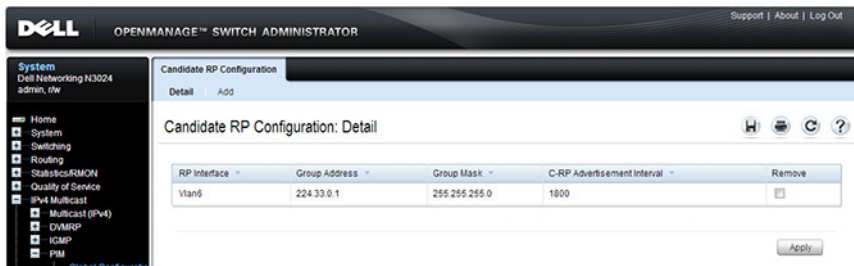 Support | About | Log Out
DELL OPENMANAGE™ SWITCH ADMINISTRATOR
System
Dell Networking N3024
admin, r/w
Home
System
Switching
Routing
Statistics/RMON
Quality of Service
IPv4 Multicast
Multicast (IPv4)
DVMRP
IGMP
PIM
Candidate RP Configuration
Detail Add
Candidate RP Configuration: Detail
RP Interface Group Address Group Mask C-RP Advertisement Interval Remove
Vlan6 224.33.0.1 255.255.255.0 1800
Apply